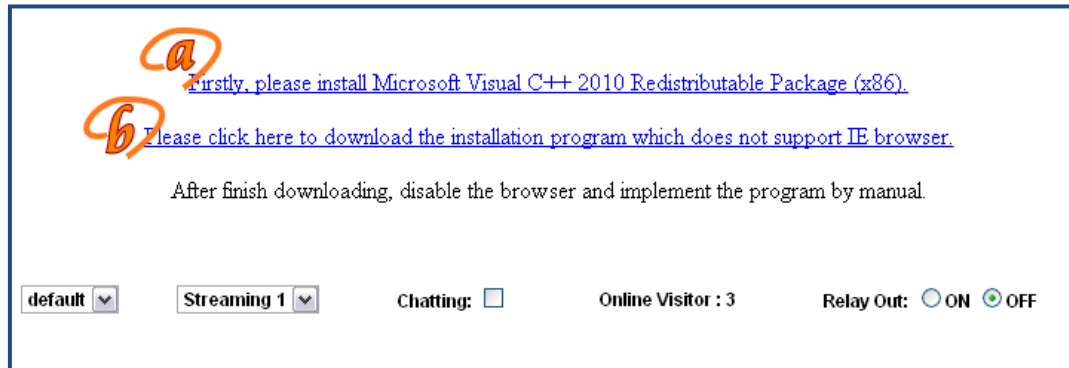 a
Firstly, please install Microsoft Visual C++ 2010 Redistributable Package (x86).
b
Please click here to download the installation program which does not support IE browser.
After finish downloading, disable the browser and implement the program by manual.
default Streaming 1 Chatting: Online Visitor : 3 Relay Out: ON OFF